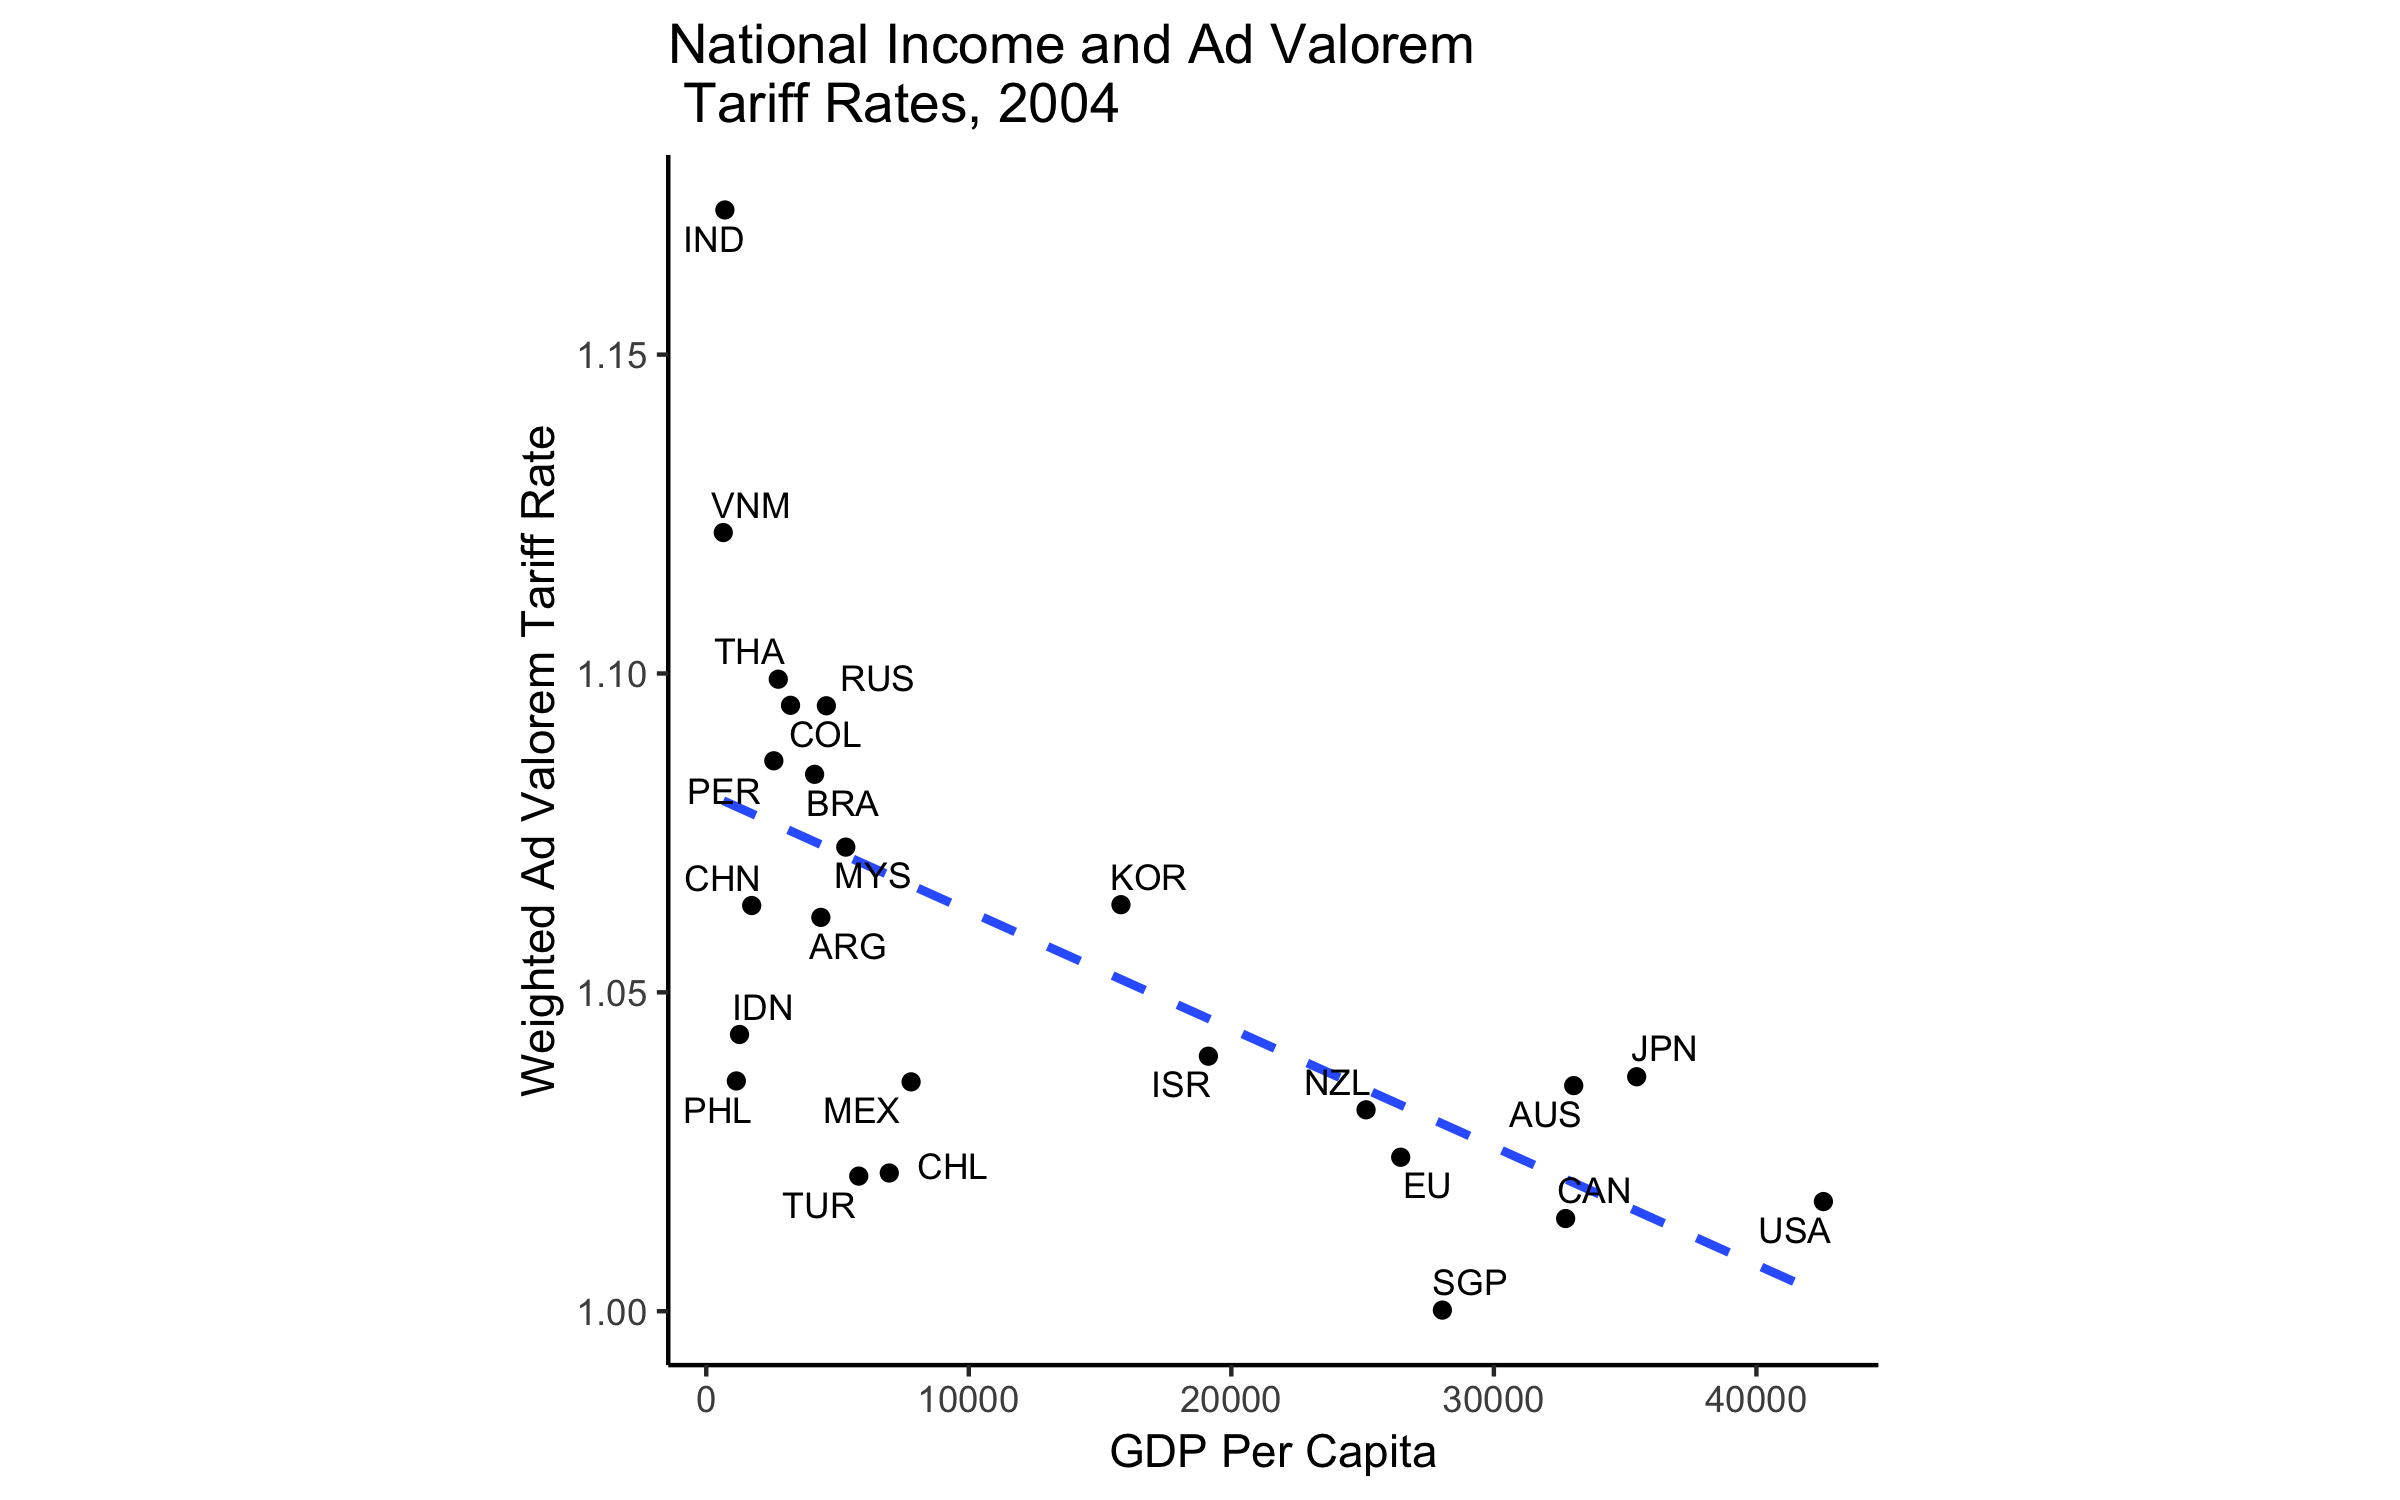 National Income and Ad Valorem
Tariff Rates, 2004
IND
1.15
VNM
THA
RUS
1.10
COL
PER
BRA
MYS
CHN
KOR
ARG
Weighted Ad Valorem Tariff Rate
1.05
IDN
JPN
NZL
ISR
PHL
MEX
AUS
CHL
EU
CAN
TUR
USA
SGP
1.00
0 10000 20000 30000 40000
GDP Per Capita